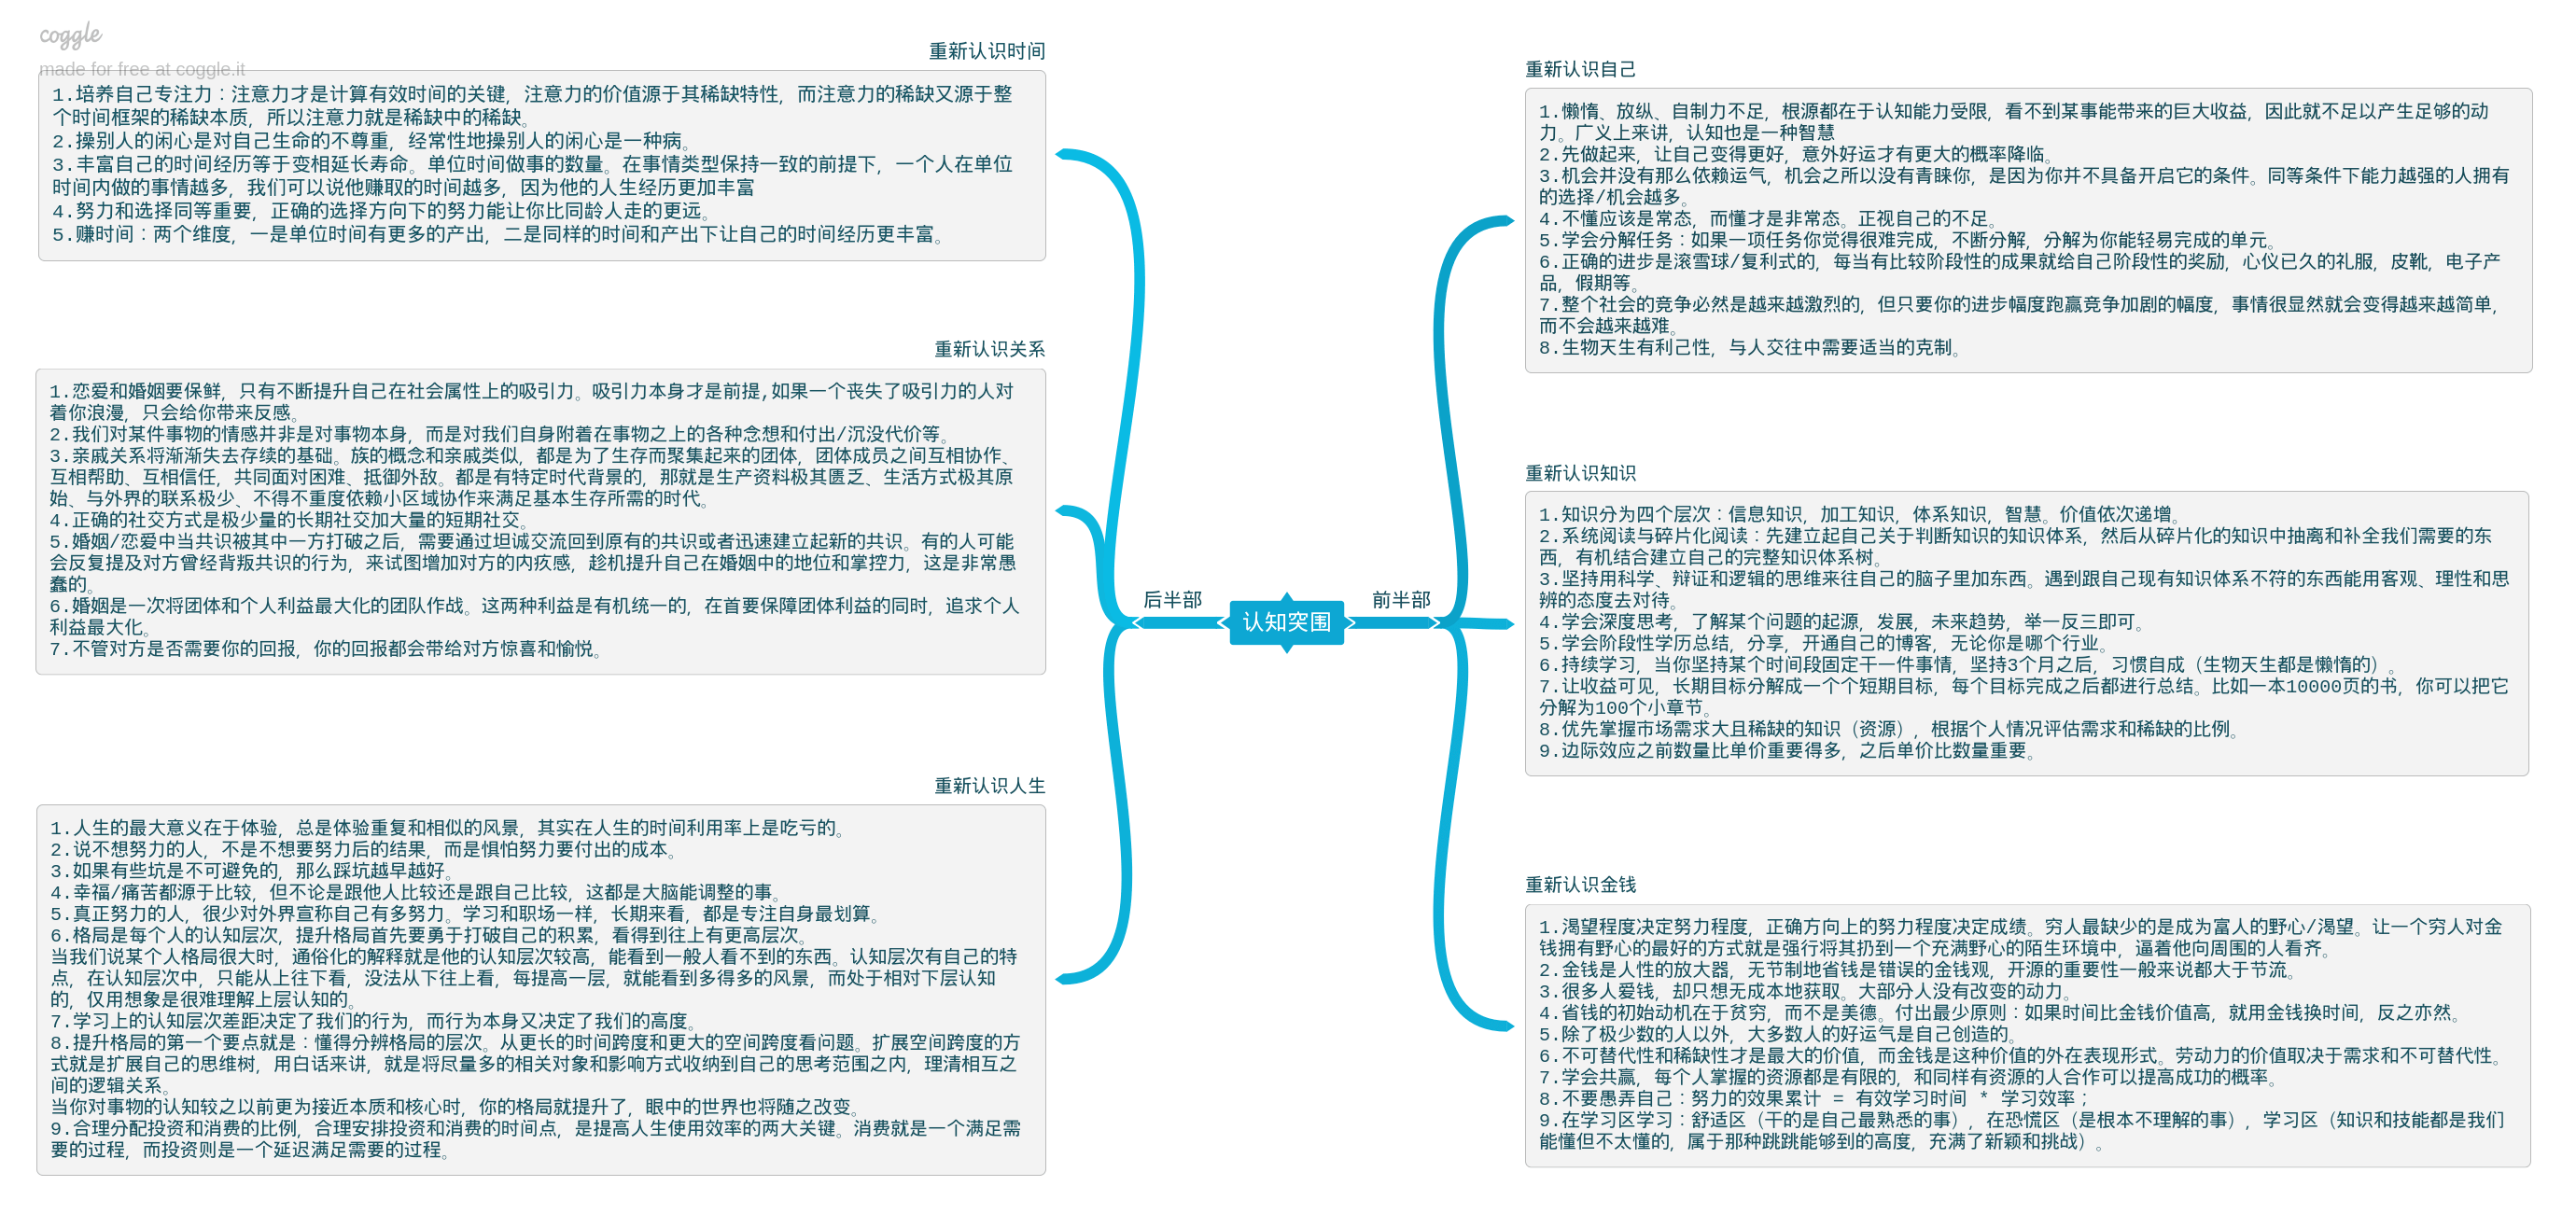 coggle
made for free at coggle.it
重新认识时间
1.培养自己专注力：注意力才是计算有效时间的关键，注意力的价值源于其稀缺特性，而注意力的稀缺又源于整
个时间框架的稀缺本质，所以注意力就是稀缺中的稀缺。
2.操别人的闲心是对自己生命的不尊重，经常性地操别人的闲心是一种病。
3.丰富自己的时间经历等于变相延长寿命。单位时间做事的数量。在事情类型保持一致的前提下，一个人在单位
时间内做的事情越多，我们可以说他赚取的时间越多，因为他的人生经历更加丰富
4.努力和选择同等重要，正确的选择方向下的努力能让你比同龄人走的更远。
5.赚时间：两个维度，一是单位时间有更多的产出，二是同样的时间和产出下让自己的时间经历更丰富。
重新认识关系
1.恋爱和婚姻要保鲜，只有不断提升自己在社会属性上的吸引力。吸引力本身才是前提,如果一个丧失了吸引力的人对
着你浪漫，只会给你带来反感。
2.我们对某件事物的情感并非是对事物本身，而是对我们自身附着在事物之上的各种念想和付出/沉没代价等。
3.亲戚关系将渐渐失去存续的基础。族的概念和亲戚类似，都是为了生存而聚集起来的团体，团体成员之间互相协作、
互相帮助、互相信任，共同面对困难、抵御外敌。都是有特定时代背景的，那就是生产资料极其匮乏、生活方式极其原
始、与外界的联系极少、不得不重度依赖小区域协作来满足基本生存所需的时代。
4.正确的社交方式是极少量的长期社交加大量的短期社交。
5.婚姻/恋爱中当共识被其中一方打破之后，需要通过坦诚交流回到原有的共识或者迅速建立起新的共识。有的人可能
会反复提及对方曾经背叛共识的行为，来试图增加对方的内疚感，趁机提升自己在婚姻中的地位和掌控力，这是非常愚
蠢的。
6.婚姻是一次将团体和个人利益最大化的团队作战。这两种利益是有机统一的，在首要保障团体利益的同时，追求个人
利益最大化。
7.不管对方是否需要你的回报，你的回报都会带给对方惊喜和愉悦。
重新认识人生
1.人生的最大意义在于体验，总是体验重复和相似的风景，其实在人生的时间利用率上是吃亏的。
2.说不想努力的人，不是不想要努力后的结果，而是惧怕努力要付出的成本。
3.如果有些坑是不可避免的，那么踩坑越早越好。
4.幸福/痛苦都源于比较，但不论是跟他人比较还是跟自己比较，这都是大脑能调整的事。
5.真正努力的人，很少对外界宣称自己有多努力。学习和职场一样，长期来看，都是专注自身最划算。
6.格局是每个人的认知层次，提升格局首先要勇于打破自己的积累，看得到往上有更高层次。
当我们说某个人格局很大时，通俗化的解释就是他的认知层次较高，能看到一般人看不到的东西。认知层次有自己的特
点，在认知层次中，只能从上往下看，没法从下往上看，每提高一层，就能看到多得多的风景，而处于相对下层认知
的，仅用想象是很难理解上层认知的。
7.学习上的认知层次差距决定了我们的行为，而行为本身又决定了我们的高度。
8.提升格局的第一个要点就是：懂得分辨格局的层次。从更长的时间跨度和更大的空间跨度看问题。扩展空间跨度的方
式就是扩展自己的思维树，用白话来讲，就是将尽量多的相关对象和影响方式收纳到自己的思考范围之内，理清相互之
间的逻辑关系。
当你对事物的认知较之以前更为接近本质和核心时，你的格局就提升了，眼中的世界也将随之改变。
9.合理分配投资和消费的比例，合理安排投资和消费的时间点，是提高人生使用效率的两大关键。消费就是一个满足需
要的过程，而投资则是一个延迟满足需要的过程。
后半部
认知突围
前半部
重新认识自己
1.懒惰、放纵、自制力不足，根源都在于认知能力受限，看不到某事能带来的巨大收益，因此就不足以产生足够的动
力。广义上来讲，认知也是一种智慧
2.先做起来，让自己变得更好，意外好运才有更大的概率降临。
3.机会并没有那么依赖运气，机会之所以没有青睐你，是因为你并不具备开启它的条件。同等条件下能力越强的人拥有
的选择/机会越多。
4.不懂应该是常态，而懂才是非常态。正视自己的不足。
5.学会分解任务：如果一项任务你觉得很难完成，不断分解，分解为你能轻易完成的单元。
6.正确的进步是滚雪球/复利式的，每当有比较阶段性的成果就给自己阶段性的奖励，心仪己久的礼服，皮靴，电子产
品，假期等。
7.整个社会的竞争必然是越来越激烈的，但只要你的进步幅度跑赢竞争加剧的幅度，事情很显然就会变得越来越简单，
而不会越来越难。
8.生物天生有利己性，与人交往中需要适当的克制。
重新认识知识
1.知识分为四个层次：信息知识，加工知识，体系知识，智慧。价值依次递增。
2.系统阅读与碎片化阅读：先建立起自己关于判断知识的知识体系，然后从碎片化的知识中抽离和补全我们需要的东
西，有机结合建立自己的完整知识体系树。
3.坚持用科学、辩证和逻辑的思维来往自己的脑子里加东西。遇到跟自己现有知识体系不符的东西能用客观、理性和思
辨的态度去对待。
4.学会深度思考，了解某个问题的起源，发展，未来趋势，举一反三即可。
5.学会阶段性学历总结，分享，开通自己的博客，无论你是哪个行业。
6.持续学习，当你坚持某个时间段固定干一件事情，坚持3个月之后，习惯自成（生物天生都是懒惰的）。
7.让收益可见，长期目标分解成一个个短期目标，每个目标完成之后都进行总结。比如一本10000页的书，你可以把它
分解为100个小章节。
8.优先掌握市场需求大且稀缺的知识（资源），根据个人情况评估需求和稀缺的比例。
9.边际效应之前数量比单价重要得多，之后单价比数量重要。
重新认识金钱
1.渴望程度决定努力程度，正确方向上的努力程度决定成绩。穷人最缺少的是成为富人的野心/渴望。让一个穷人对金
钱拥有野心的最好的方式就是强行将其扔到一个充满野心的陌生环境中，逼着他向周围的人看齐。
2.金钱是人性的放大器，无节制地省钱是错误的金钱观，开源的重要性一般来说都大于节流。
3.很多人爱钱，却只想无成本地获取。大部分人没有改变的动力。
4.省钱的初始动机在于贫穷，而不是美德。付出最少原则：如果时间比金钱价值高，就用金钱换时间，反之亦然。
5.除了极少数的人以外，大多数人的好运气是自己创造的。
6.不可替代性和稀缺性才是最大的价值，而金钱是这种价值的外在表现形式。劳动力的价值取决于需求和不可替代性。
7.学会共赢，每个人掌握的资源都是有限的，和同样有资源的人合作可以提高成功的概率。
8.不要愚弄自己：努力的效果累计 = 有效学习时间 * 学习效率；
9.在学习区学习：舒适区（干的是自己最熟悉的事），在恐慌区（是根本不理解的事），学习区（知识和技能都是我们
能懂但不太懂的，属于那种跳跳能够到的高度，充满了新颖和挑战）。